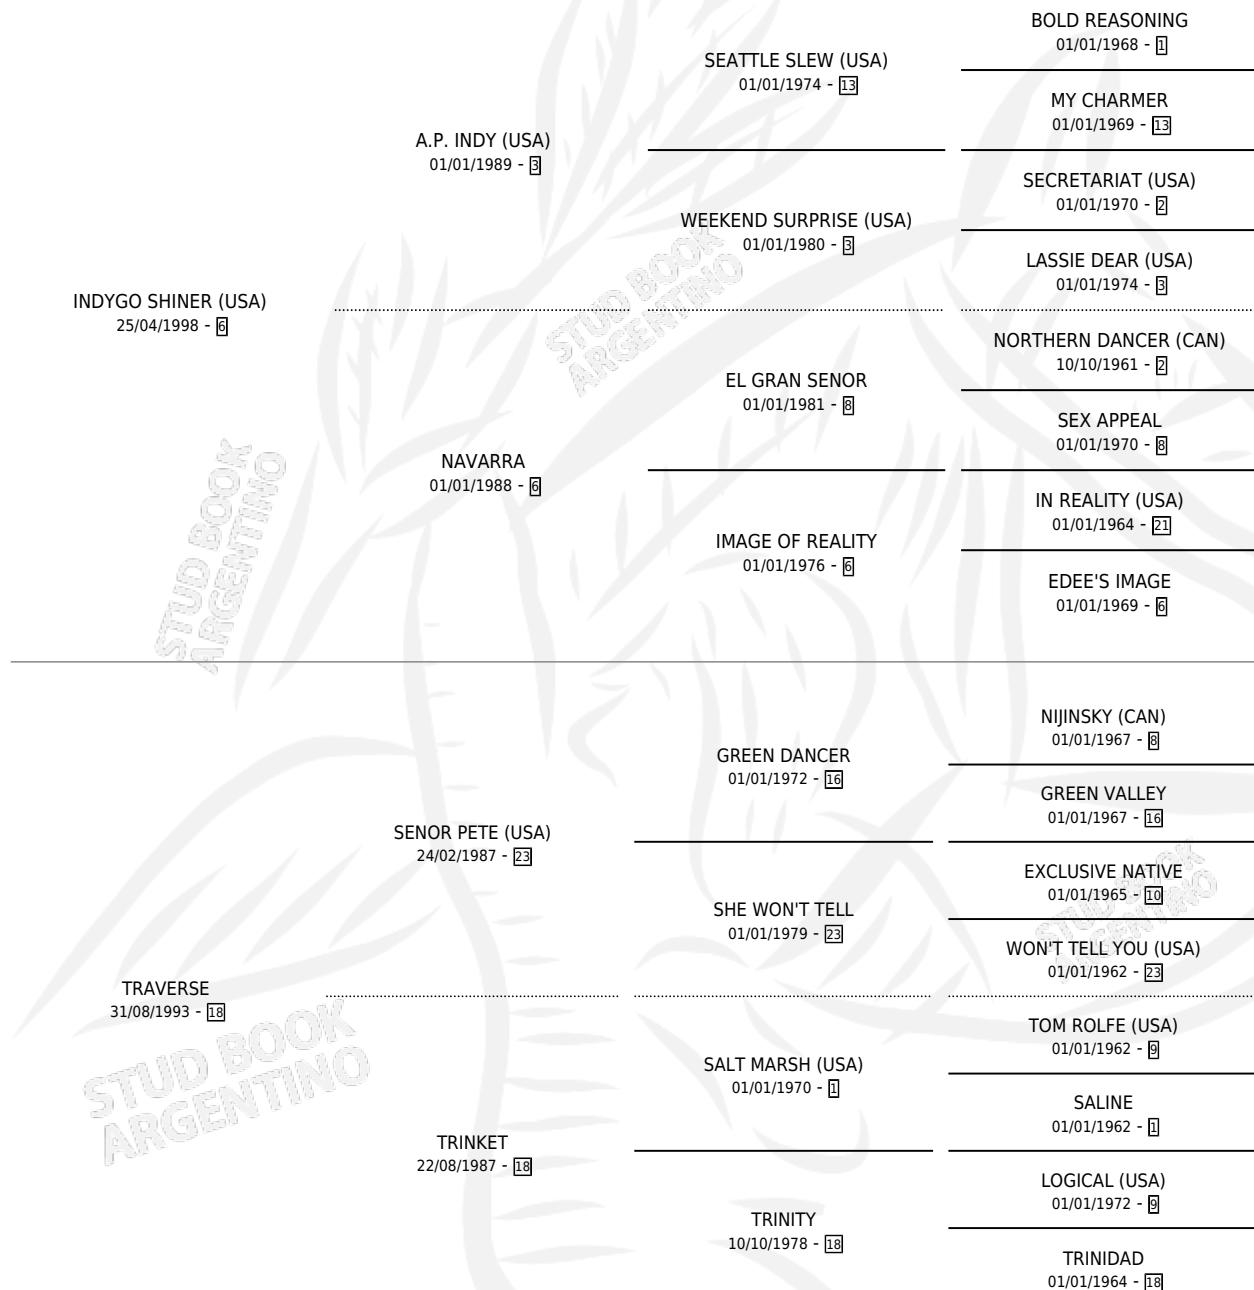 BOLD REASONING
01/01/1968 - 1
SEATTLE SLEW (USA)
01/01/1974 - 13
MY CHARMER
01/01/1969 - 13
A.P. INDY (USA)
01/01/1989 - 3
SECRETARIAT (USA)
01/01/1970 - 2
WEEKEND SURPRISE (USA)
01/01/1980 - 3
LASSIE DEAR (USA)
01/01/1974 - 3
INDYGO SHINER (USA)
25/04/1998 - 6
NORTHERN DANCER (CAN)
10/10/1961 - 2
EL GRAN SENOR
01/01/1981 - 8
SEX APPEAL
01/01/1970 - 8
NAVARRA
01/01/1988 - 6
IN REALITY (USA)
01/01/1964 - 21
IMAGE OF REALITY
01/01/1976 - 6
EDEE'S IMAGE
01/01/1969 - 6
NIJINSKY (CAN)
01/01/1967 - 8
GREEN DANCER
01/01/1972 - 16
GREEN VALLEY
01/01/1967 - 16
SENOR PETE (USA)
24/02/1987 - 23
EXCLUSIVE NATIVE
01/01/1965 - 10
SHE WON'T TELL
01/01/1979 - 23
WON'T TELL YOU (USA)
01/01/1962 - 23
TRAVERSE
31/08/1993 - 18
TOM ROLFE (USA)
01/01/1962 - 9
SALT MARSH (USA)
01/01/1970 - 1
SALINE
01/01/1962 - 1
TRINKET
22/08/1987 - 18
LOGICAL (USA)
01/01/1972 - 9
TRINITY
10/10/1978 - 18
TRINIDAD
01/01/1964 - 18
STUD BOOK
ARGENTINO
STUD BOOK
ARGENTINO
STUD BOOK
ARGENTINO
STUD BOOK
ARGENTINO